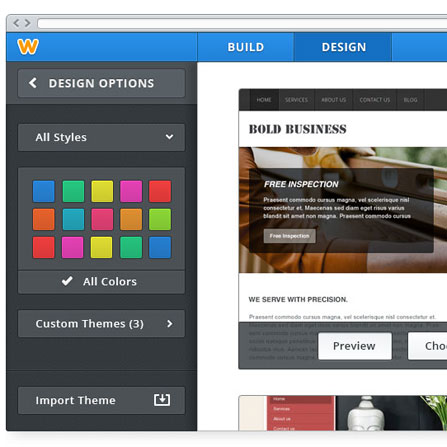 W
BUILD
DESIGN
DESIGN OPTIONS
All Styles
All Colors
Custom Themes (3)
Import Theme
HOME SERVICES ABOUT US CONTACT US BLOG
BOLD BUSINESS
FREE INSPECTION
Praesent commodo cursus magna, vel scelerisque nisl
consectetur et. Maecenas sed diam eget risus varius
blandit sit amet non magna. Praesent commodo cursus
Free Inspection
WE SERVE WITH PRECISION.
Praesent commodo cursus magna, vel scelerisque nisl consectetur et.
Preview
Cho
Home
Services
About us
Contact us